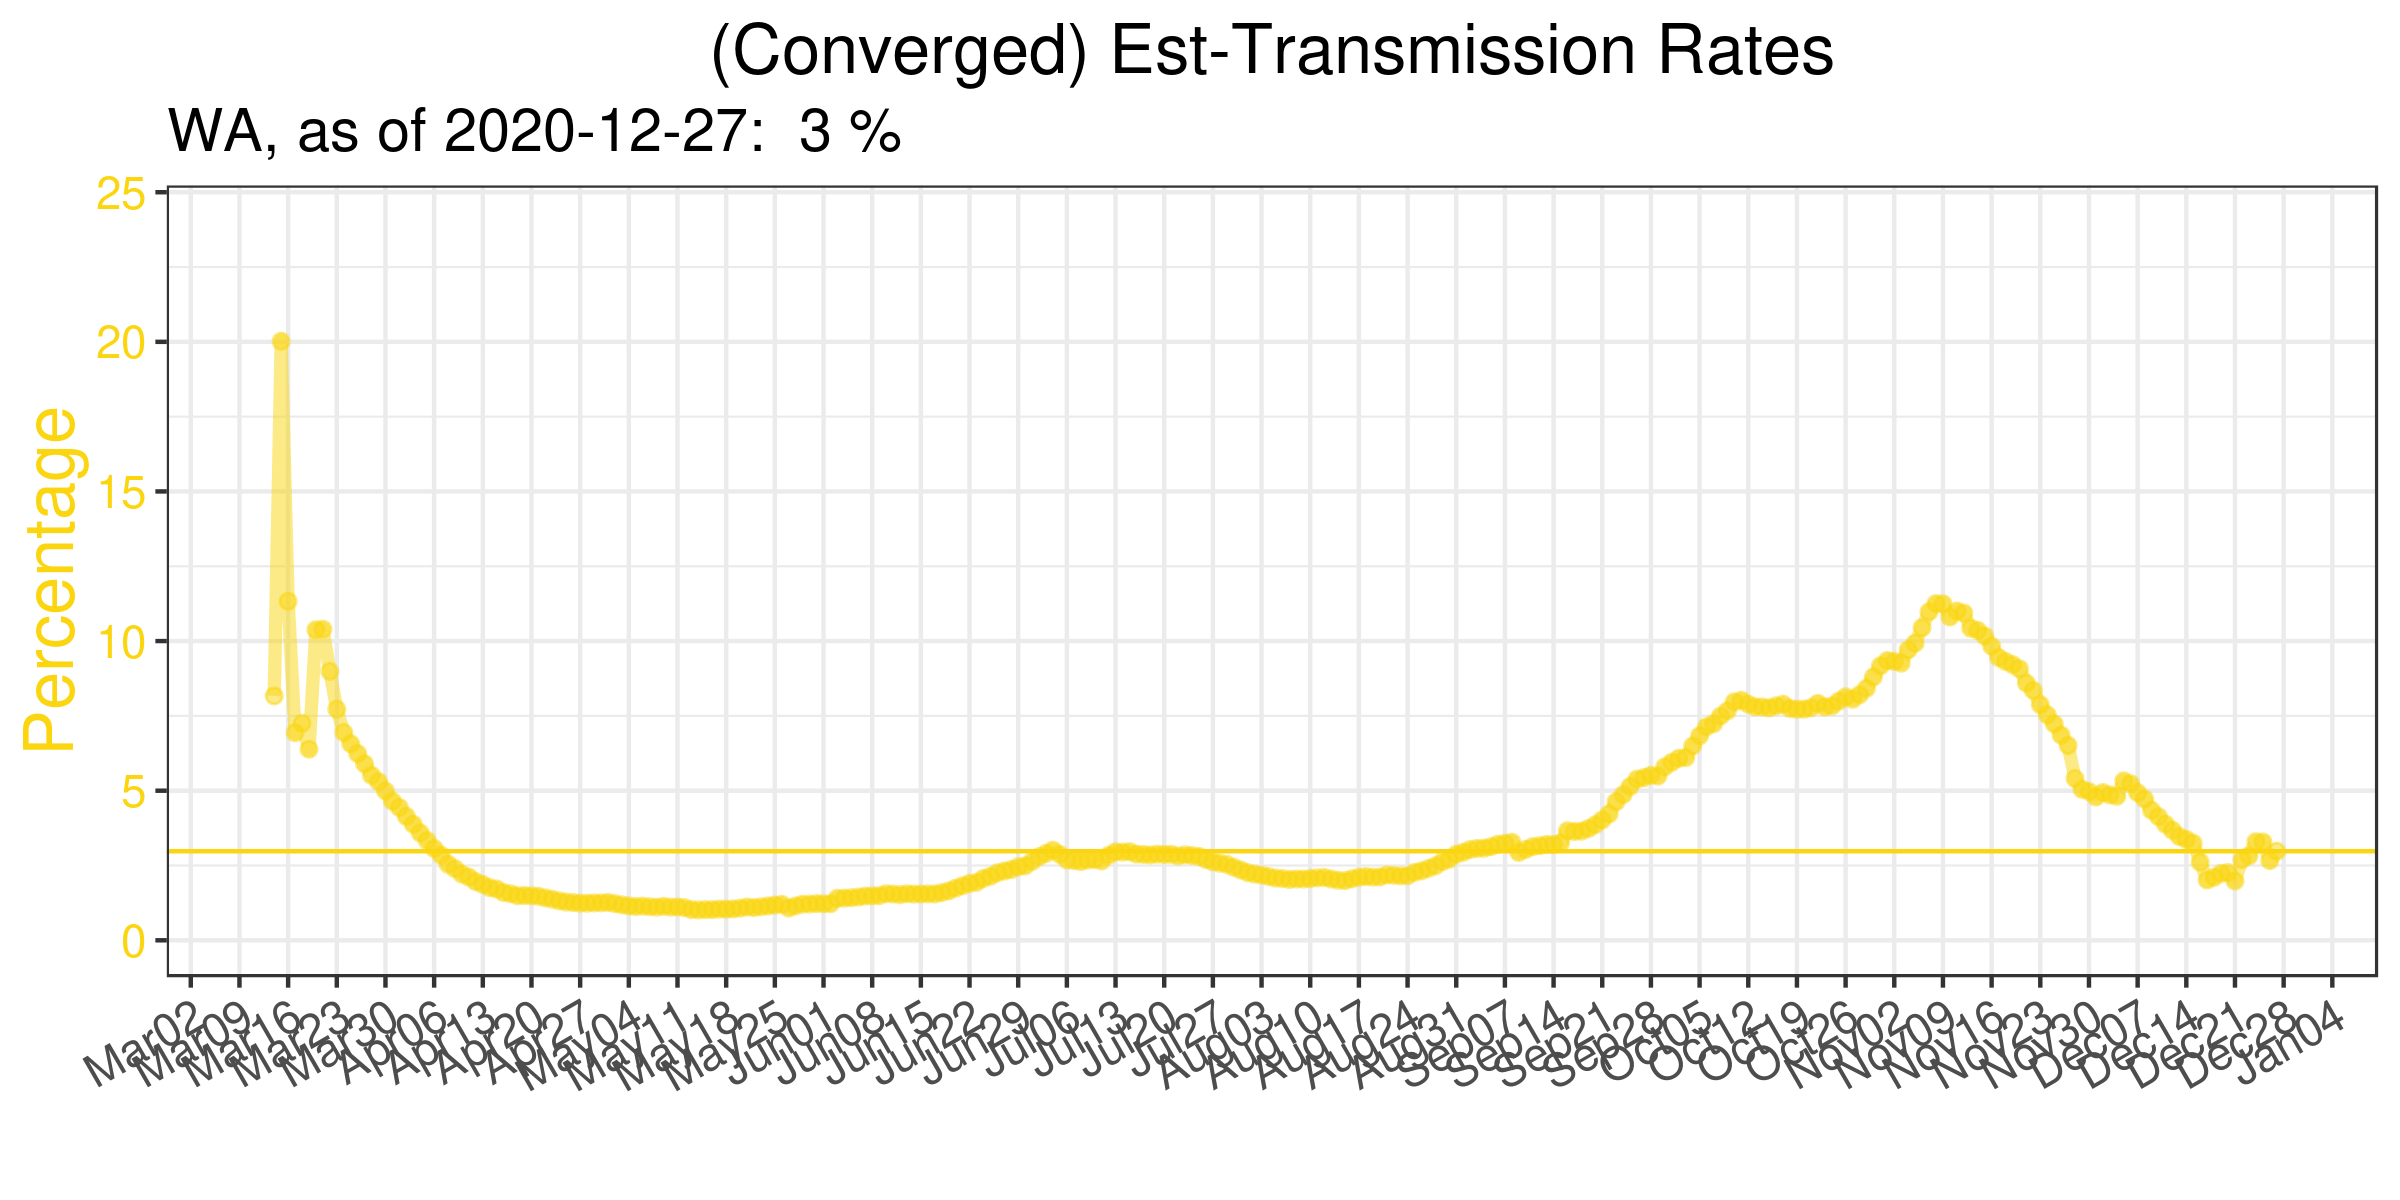 (Converged) Est-Transmission Rates
WA, as of 2020-12-27:  3 %
Percentage
25
20
15
10
5
0
Mar02
Mar09
Mar16
Mar23
Mar30
Apr06
Apr13
Apr20
Apr27
May04
May11
May18
May25
Jun01
Jun08
Jun15
Jun22
Jun29
Jul06
Jul13
Jul20
Jul27
Aug03
Aug10
Aug17
Aug24
Aug31
Sep07
Sep14
Sep21
Sep28
Oct05
Oct12
Oct19
Oct26
Nov02
Nov09
Nov16
Nov23
Nov30
Dec07
Dec14
Dec21
Dec28
Jan04